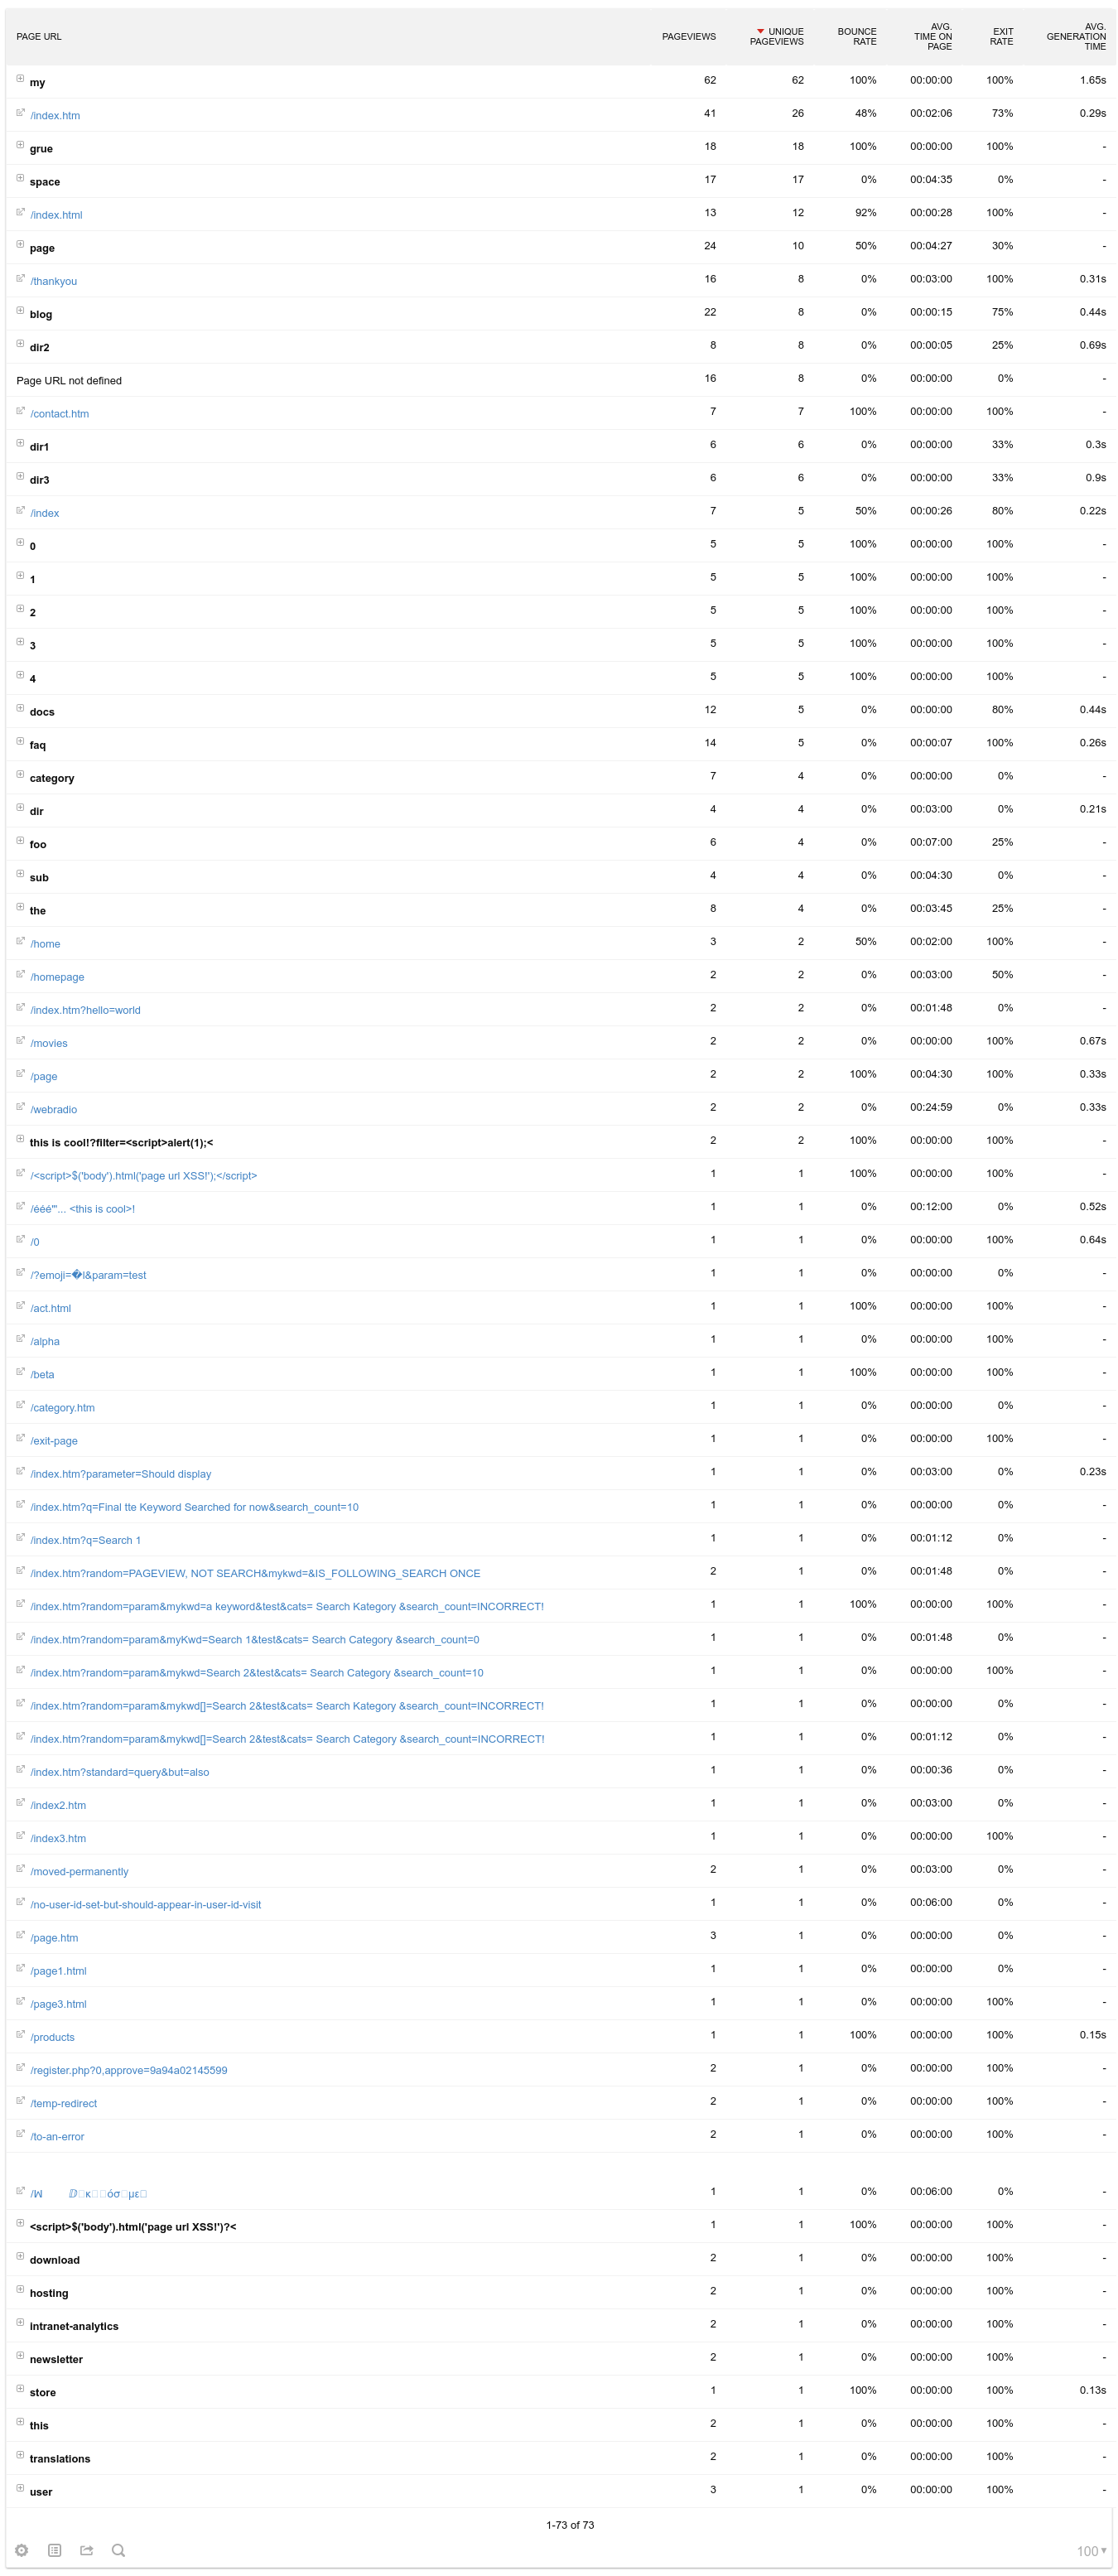 PAGE URL PAGEVIEWS UNIQUE PAGEVIEWS BOUNCE RATE AVG. TIME ON PAGE EXIT RATE AVG. GENERATION TIME
my 62 62 100% 00:00:00 100% 1.65s
/index.htm 41 26 48% 00:02:06 73% 0.29s
grue 18 18 100% 00:00:00 100% -
space 17 17 0% 00:04:35 0% -
/index.html 13 12 92% 00:00:28 100% -
page 24 10 50% 00:04:27 30% -
/thankyou 16 8 0% 00:03:00 100% 0.31s
blog 22 8 0% 00:00:15 75% 0.44s
dir2 8 8 0% 00:00:05 25% 0.69s
Page URL not defined 16 8 0% 00:00:00 0% -
/contact.htm 7 7 100% 00:00:00 100% -
dir1 6 6 0% 00:00:00 33% 0.3s
dir3 6 6 0% 00:00:00 33% 0.9s
/index 7 5 50% 00:00:26 80% 0.22s
0 5 5 100% 00:00:00 100% -
1 5 5 100% 00:00:00 100% -
2 5 5 100% 00:00:00 100% -
3 5 5 100% 00:00:00 100% -
4 5 5 100% 00:00:00 100% -
docs 12 5 0% 00:00:00 80% 0.44s
faq 14 5 0% 00:00:07 100% 0.26s
category 7 4 0% 00:00:00 0% -
dir 4 4 0% 00:03:00 0% 0.21s
foo 6 4 0% 00:07:00 25% -
sub 4 4 0% 00:04:30 0% -
the 8 4 0% 00:03:45 25% -
/home 3 2 50% 00:02:00 100% -
/homepage 2 2 0% 00:03:00 50% -
/index.htm?hello=world 2 2 0% 00:01:48 0% -
/movies 2 2 0% 00:00:00 100% 0.67s
/page 2 2 100% 00:04:30 100% 0.33s
/webradio 2 2 0% 00:24:59 0% 0.33s
this is cool!?filter=<script>alert(1);< 2 2 100% 00:00:00 100% -
/<script>$('body').html('page url XSS!');</script> 1 1 100% 00:00:00 100% -
/ééé"'... <this is cool>! 1 1 0% 00:12:00 0% 0.52s
/0 1 1 0% 00:00:00 100% 0.64s
/?emoji=�l&param=test 1 1 0% 00:00:00 0% -
/act.html 1 1 100% 00:00:00 100% -
/alpha 1 1 0% 00:00:00 100% -
/beta 1 1 100% 00:00:00 100% -
/category.htm 1 1 0% 00:00:00 0% -
/exit-page 1 1 0% 00:00:00 100% -
/index.htm?parameter=Should display 1 1 0% 00:03:00 0% 0.23s
/index.htm?q=Final tte Keyword Searched for now&search_count=10 1 1 0% 00:00:00 0% -
/index.htm?q=Search 1 1 1 0% 00:01:12 0% -
/index.htm?random=PAGEVIEW, NOT SEARCH&mykwd=&IS_FOLLOWING_SEARCH ONCE 2 1 0% 00:01:48 0% -
/index.htm?random=param&mykwd=a keyword&test&cats= Search Kategory &search_count=INCORRECT! 1 1 100% 00:00:00 100% -
/index.htm?random=param&myKwd=Search 1&test&cats= Search Category &search_count=0 1 1 0% 00:01:48 0% -
/index.htm?random=param&mykwd=Search 2&test&cats= Search Category &search_count=10 1 1 0% 00:00:00 100% -
/index.htm?random=param&mykwd[]=Search 2&test&cats= Search Kategory &search_count=INCORRECT! 1 1 0% 00:00:00 0% -
/index.htm?random=param&mykwd[]=Search 2&test&cats= Search Category &search_count=INCORRECT! 1 1 0% 00:01:12 0% -
/index.htm?standard=query&but=also 1 1 0% 00:00:36 0% -
/index2.htm 1 1 0% 00:03:00 0% -
/index3.htm 1 1 0% 00:00:00 100% -
/moved-permanently 2 1 0% 00:03:00 0% -
/no-user-id-set-but-should-appear-in-user-id-visit 1 1 0% 00:06:00 0% -
/page.htm 3 1 0% 00:00:00 0% -
/page1.html 1 1 0% 00:00:00 0% -
/page3.html 1 1 0% 00:00:00 100% -
/products 1 1 100% 00:00:00 100% 0.15s
/register.php?0,approve=9a94a02145599 2 1 0% 00:00:00 100% -
/temp-redirect 2 1 0% 00:00:00 100% -
/to-an-error 2 1 0% 00:00:00 100% -
1 1 0% 00:06:00 0% -
<script>$('body').html('page url XSS!')?< 1 1 100% 00:00:00 100% -
download 2 1 0% 00:00:00 100% -
hosting 2 1 0% 00:00:00 100% -
intranet-analytics 2 1 0% 00:00:00 100% -
newsletter 2 1 0% 00:00:00 100% -
store 1 1 100% 00:00:00 100% 0.13s
this 2 1 0% 00:00:00 100% -
translations 2 1 0% 00:00:00 100% -
user 3 1 0% 00:00:00 100% -
1-73 of 73
100